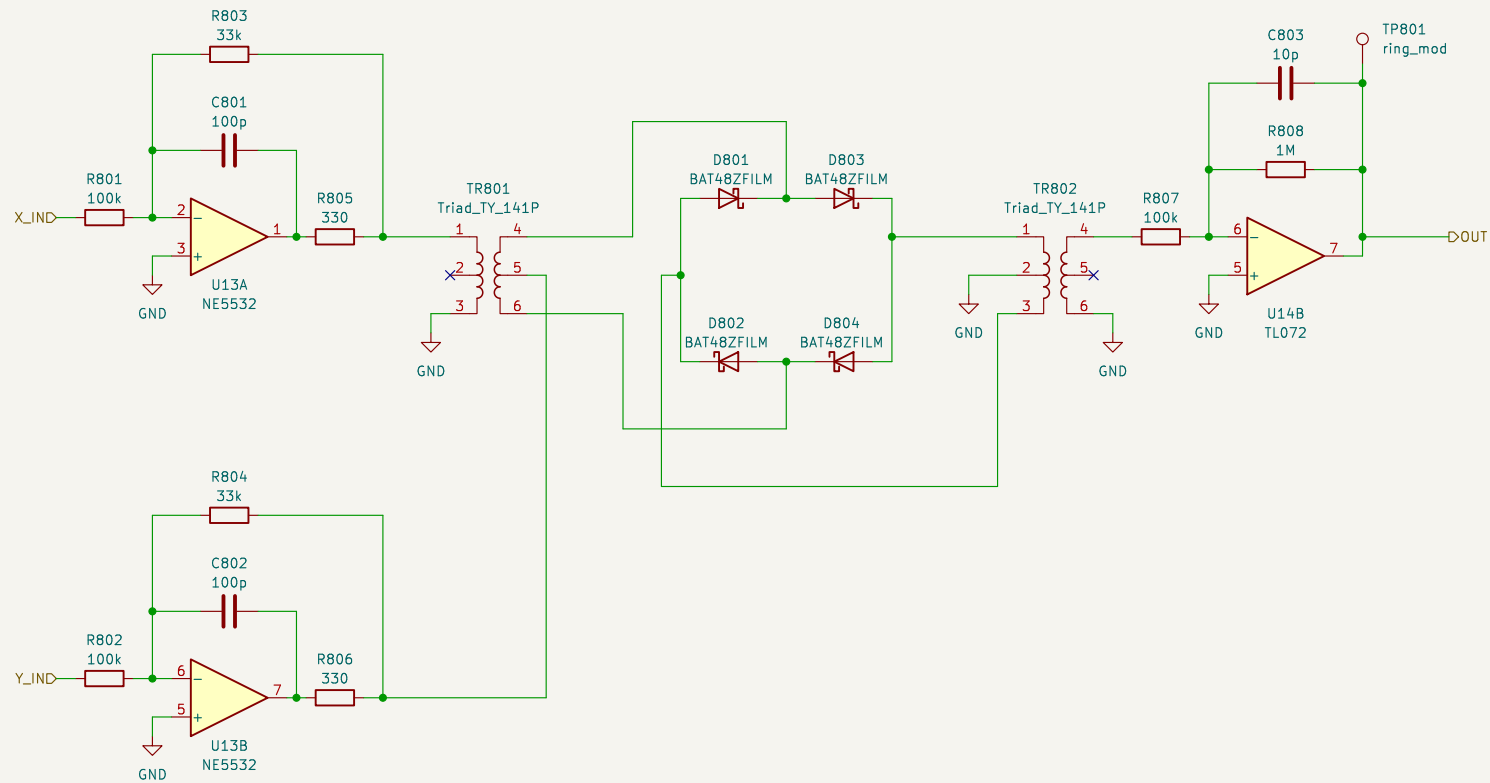 R803
33k
C803
10p
TP801
ring_mod
C801
100p
R808
1M
D801
BAT48ZFILM
D803
BAT48ZFILM
R801
100k
R805
330
TR801
Triad_TY_141P
TR802
Triad_TY_141P
R807
100k
X_IN
2
3
1
U13A
NE5532
GND
1
2
3
4
5
6
GND
1
2
3
4
5
6
GND
GND
6
5
7
OUT
U14B
TL072
GND
D802
BAT48ZFILM
D804
BAT48ZFILM
R804
33k
C802
100p
R802
100k
R806
330
Y_IN
6
5
7
U13B
NE5532
GND